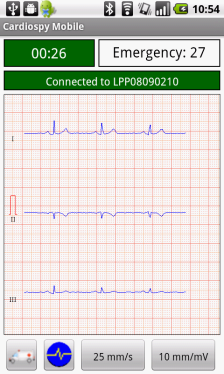 10:54
Cardiospy Mobile
00:26
Emergency: 27
Connected to LPP08090210
I
II
III
25 mm/s
10 mm/mV